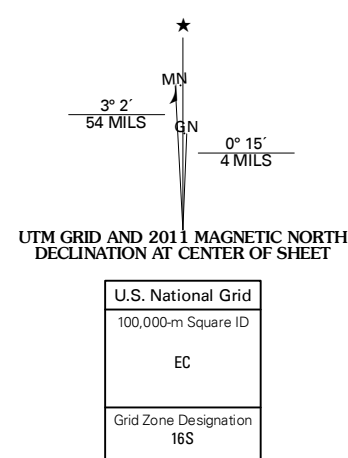 ★
MN
3° 2´
54 MILS
GN
0° 15´
4 MILS
UTM GRID AND 2011 MAGNETIC NORTH
DECLINATION AT CENTER OF SHEET
U.S. National Grid
100,000-m Square ID
EC
Grid Zone Designation
16S